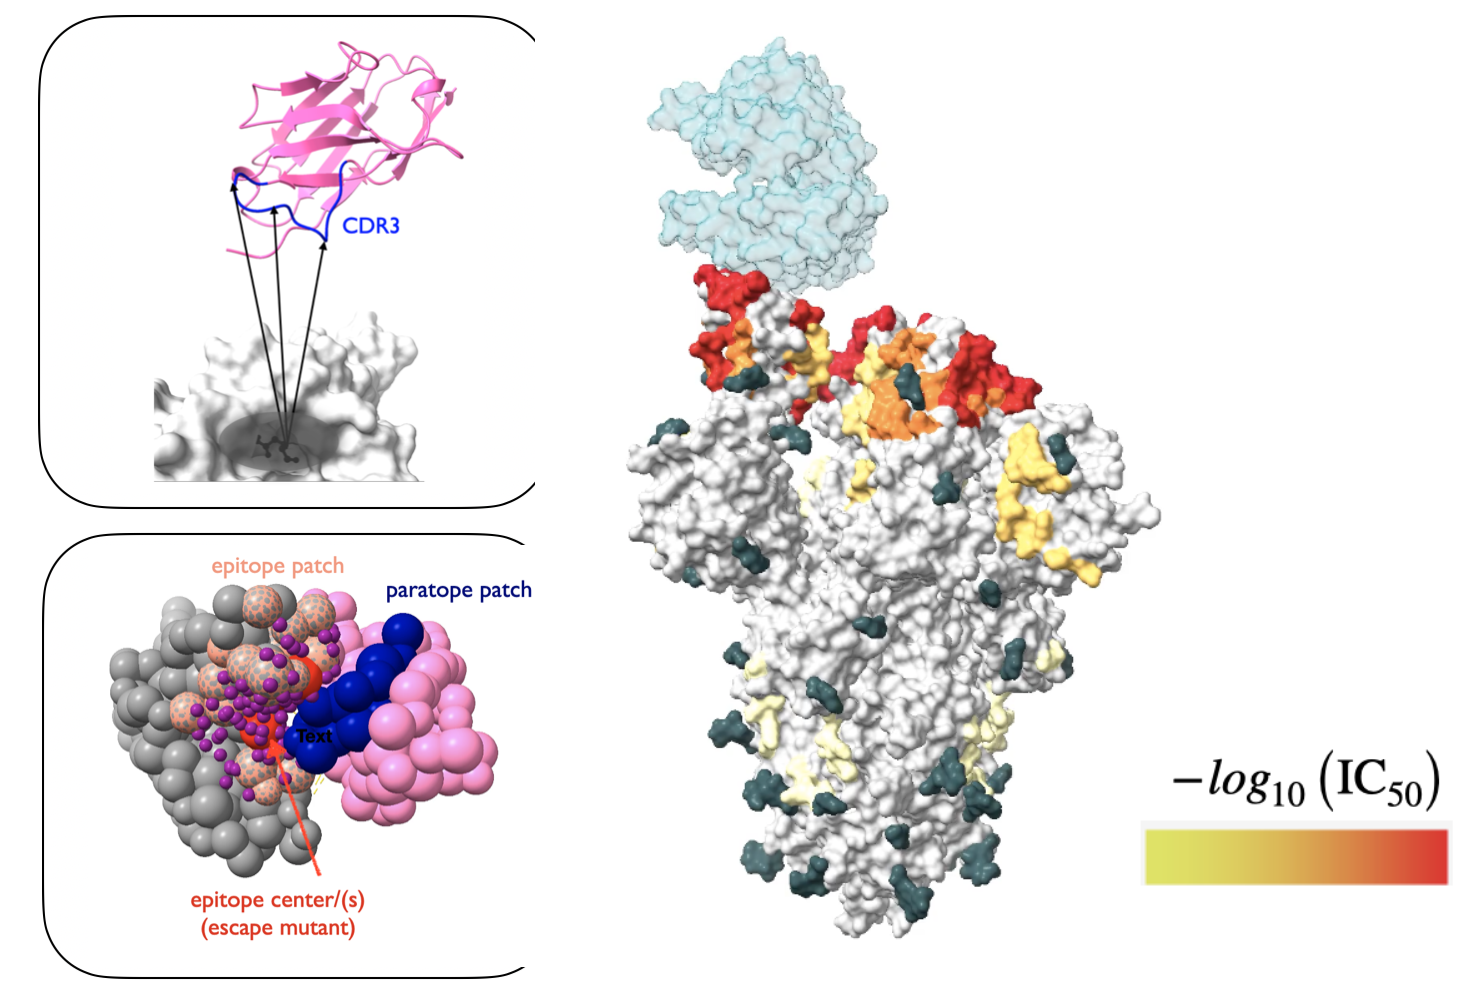 CDR3
epitope patch
paratope patch
Text
epitope center/(s)
(escape mutant)
−log₁₀ (IC₅₀)